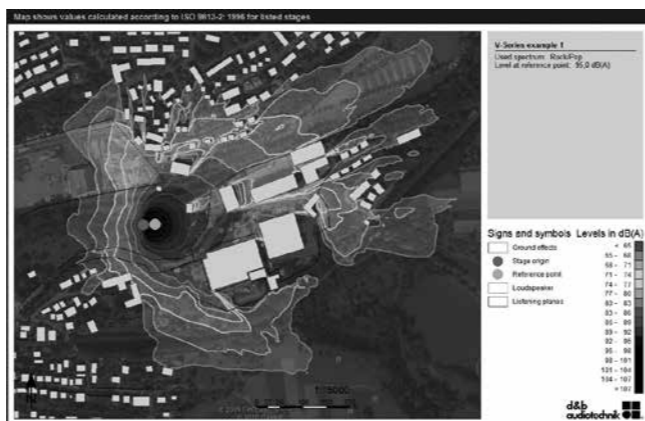 Map shows values calculated according to ISO 9613-2: 1996 for listed stages
V-Series example 1
Used spectrum: Rock/Pop
Level at reference point: 95,0 dB(A)
Signs and symbols Levels in dB(A)
Ground effects
Stage origin
Reference point
Loudspeaker
Listening planes
< 65
65 - 68
68 - 71
71 - 74
74 - 77
77 - 80
80 - 83
83 - 86
86 - 89
89 - 92
92 - 95
95 - 98
98 - 101
101 - 104
104 - 107
> 107
d&b
audiotechnik